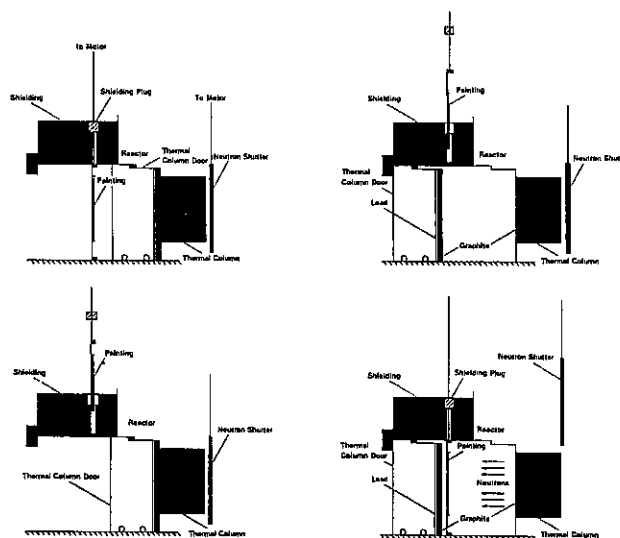 To Motor
Shielding
Shielding Plug
To Motor
Reactor
Thermal
Column Door
Neutron Shutter
Painting
Thermal Column
Painting
Shielding
Reactor
Thermal
Column Door
Neutron Shut
Lead
Graphite
Thermal Column
Painting
Shielding
Reactor
Neutron Shutter
Thermal Column Door
Thermal Column
Neutron Shutter
Shielding
Shielding Plug
Reactor
Thermal
Column Door
Painting
Lead
Neutrons
Graphite
Thermal Column